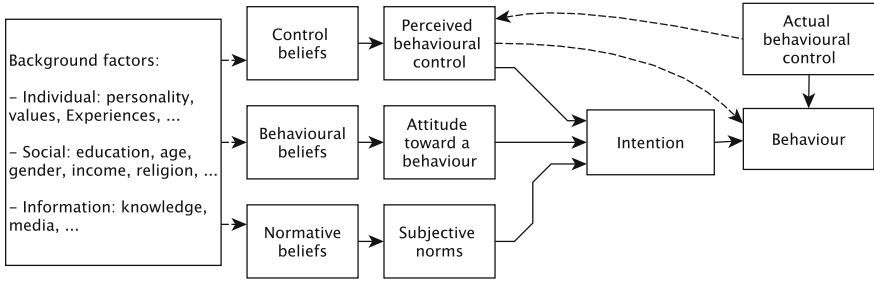 Background factors:
– Individual: personality,
values, Experiences, ...
– Social: education, age,
gender, income, religion, ...
– Information: knowledge,
media, ...
Control
beliefs
Behavioural
beliefs
Normative
beliefs
Perceived
behavioural
control
Attitude
toward a
behaviour
Subjective
norms
Intention
Actual
behavioural
control
Behaviour